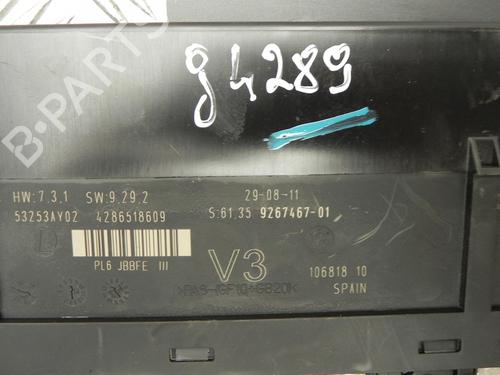 94289
HW:7.3.1 SW:9.29.2 29-08-11
53253AY02 4286518609 S:61.35 9267467-01
PL6 JBBFE III
V3
106818 10
SPAIN
B-Parts